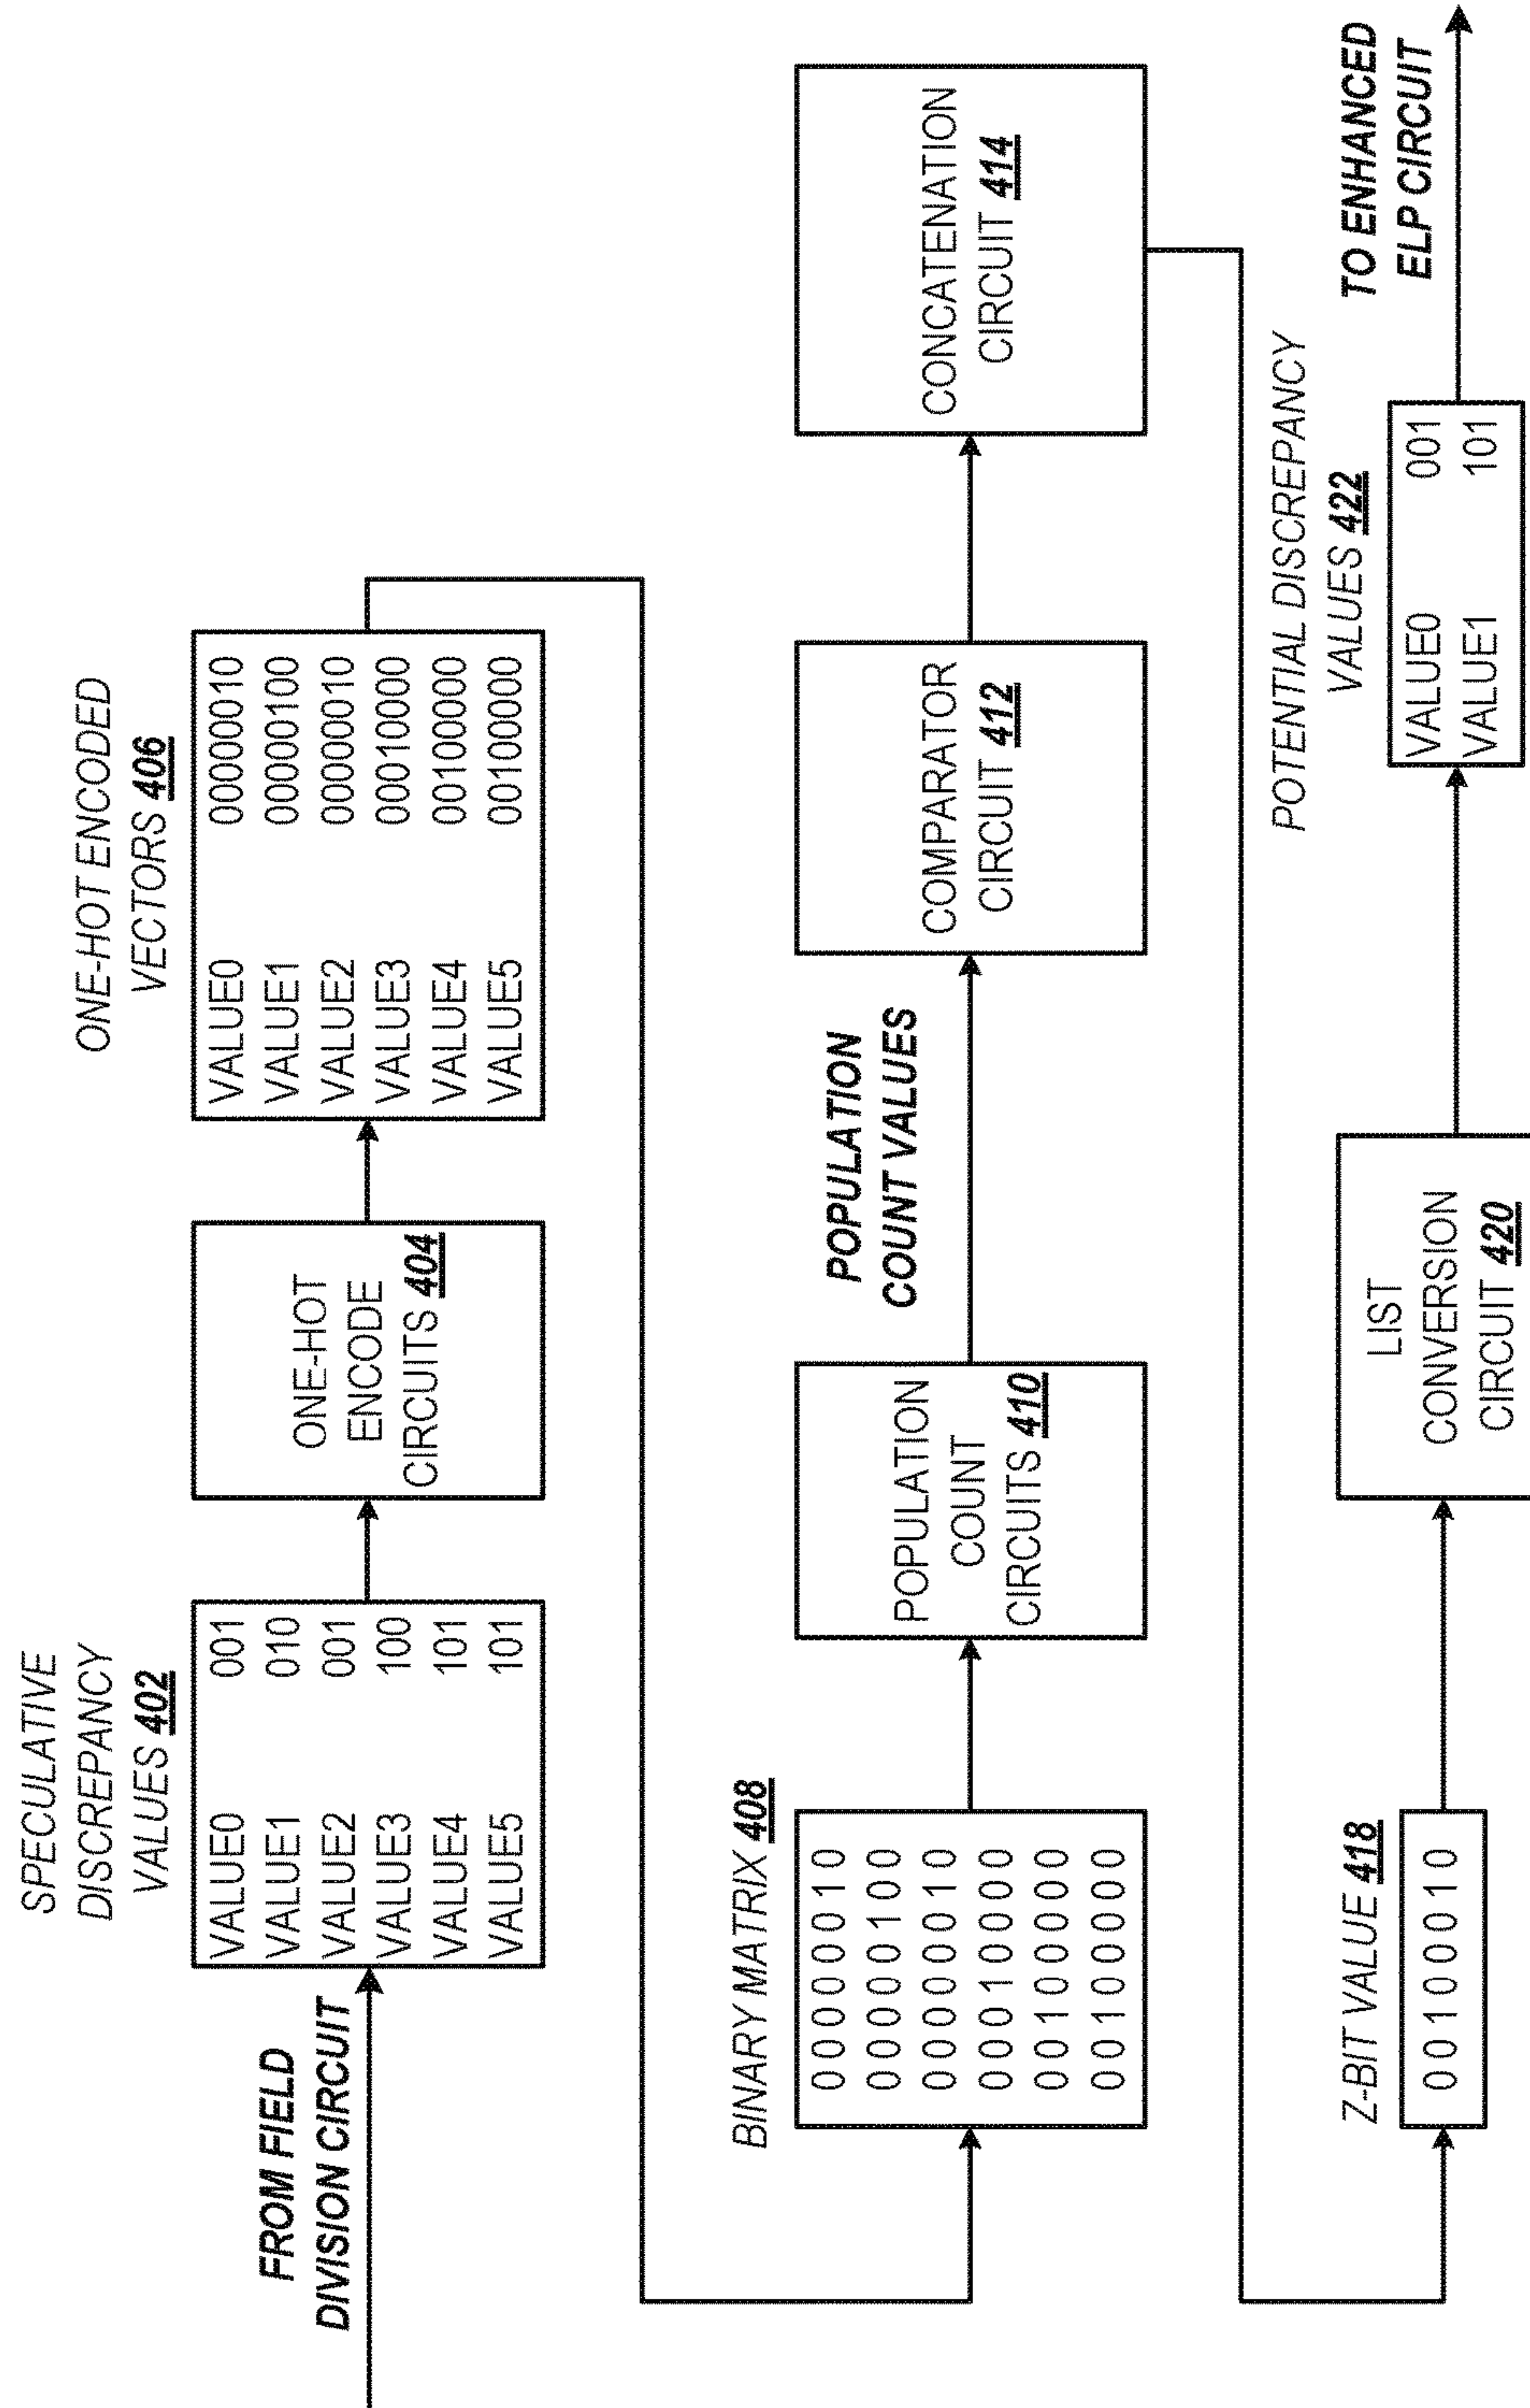 FROM FIELD
DIVISION CIRCUIT
SPECULATIVE
DISCREPANCY
VALUES 402
VALUE0 001
VALUE1 010
VALUE2 001
VALUE3 100
VALUE4 101
VALUE5 101
ONE-HOT
ENCODE
CIRCUITS 404
ONE-HOT ENCODED
VECTORS 406
VALUE0 00000010
VALUE1 00000100
VALUE2 00000010
VALUE3 00010000
VALUE4 00100000
VALUE5 00100000
BINARY MATRIX 408
0 0 0 0 0 0 1 0
0 0 0 0 0 1 0 0
0 0 0 0 0 0 1 0
0 0 0 1 0 0 0 0
0 0 1 0 0 0 0 0
0 0 1 0 0 0 0 0
POPULATION
COUNT
CIRCUITS 410
POPULATION
COUNT VALUES
COMPARATOR
CIRCUIT 412
CONCATENATION
CIRCUIT 414
Z-BIT VALUE 418
0 0 1 0 0 0 1 0
LIST
CONVERSION
CIRCUIT 420
POTENTIAL DISCREPANCY
VALUES 422
VALUE0 001
VALUE1 101
TO ENHANCED
ELP CIRCUIT